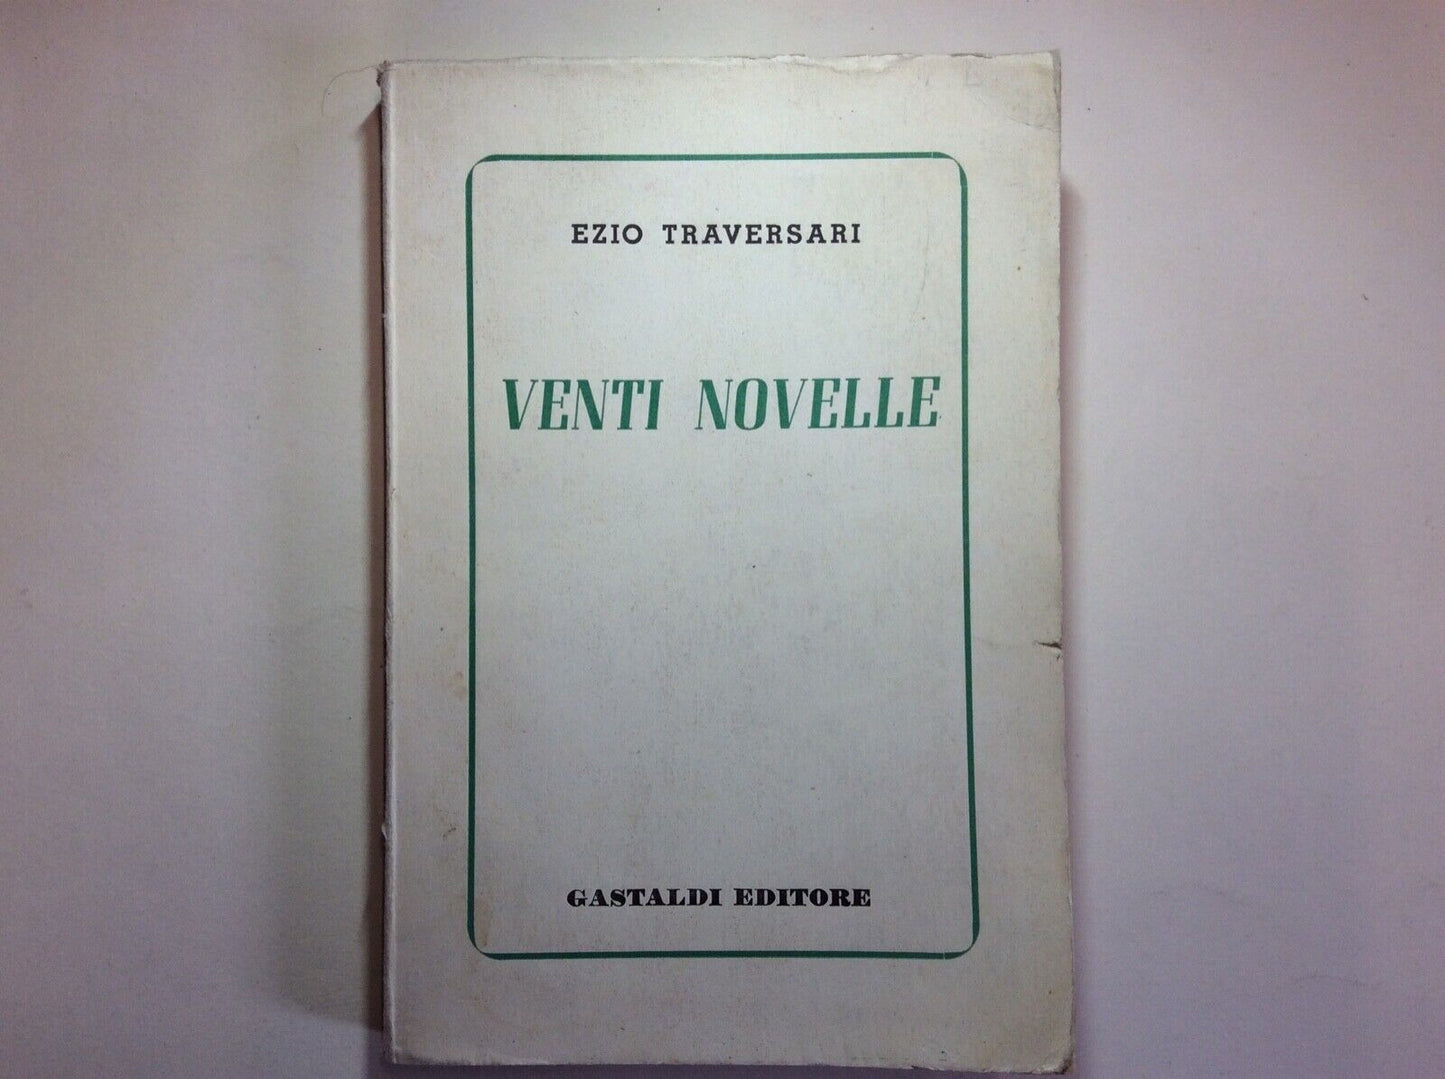 EZIO TRAVERSARI
VENTI NOVELLE
GASTALDI EDITORE